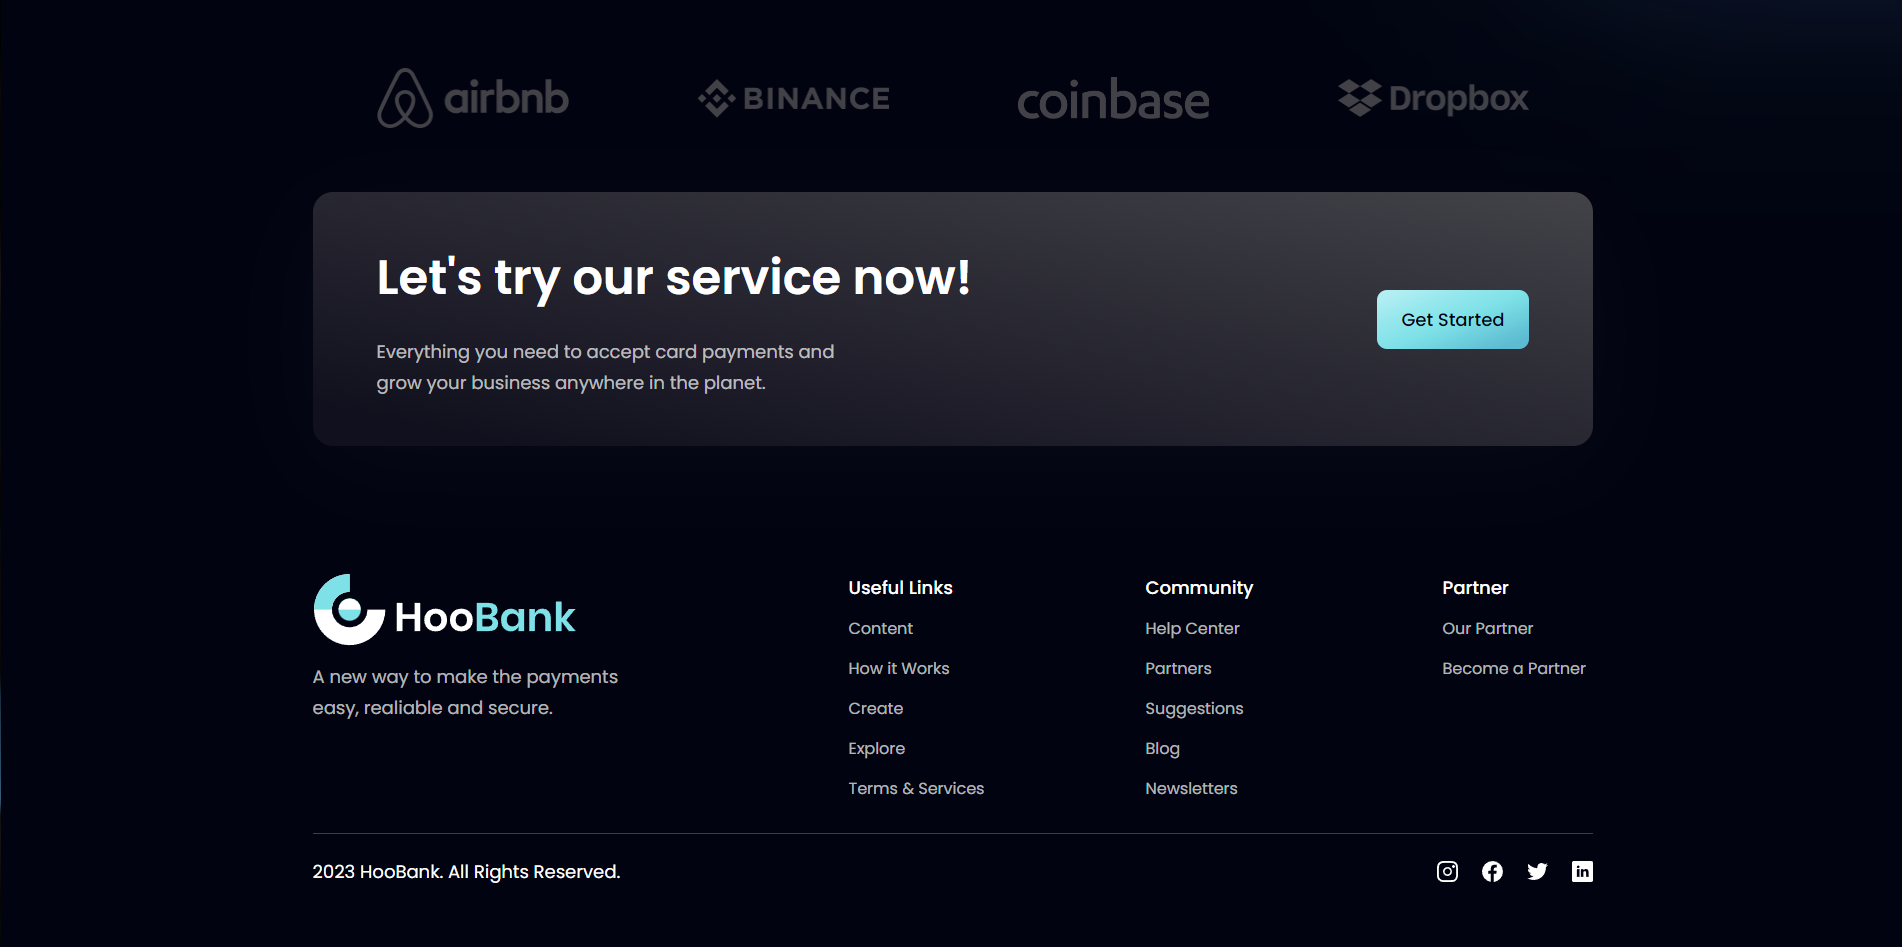 airbnb
BINANCE
coinbase
Dropbox
Let's try our service now!
Everything you need to accept card payments and
grow your business anywhere in the planet.
Get Started
HooBank
A new way to make the payments
easy, realiable and secure.
Useful Links
Content
How it Works
Create
Explore
Terms & Services
Community
Help Center
Partners
Suggestions
Blog
Newsletters
Partner
Our Partner
Become a Partner
2023 HooBank. All Rights Reserved.
in